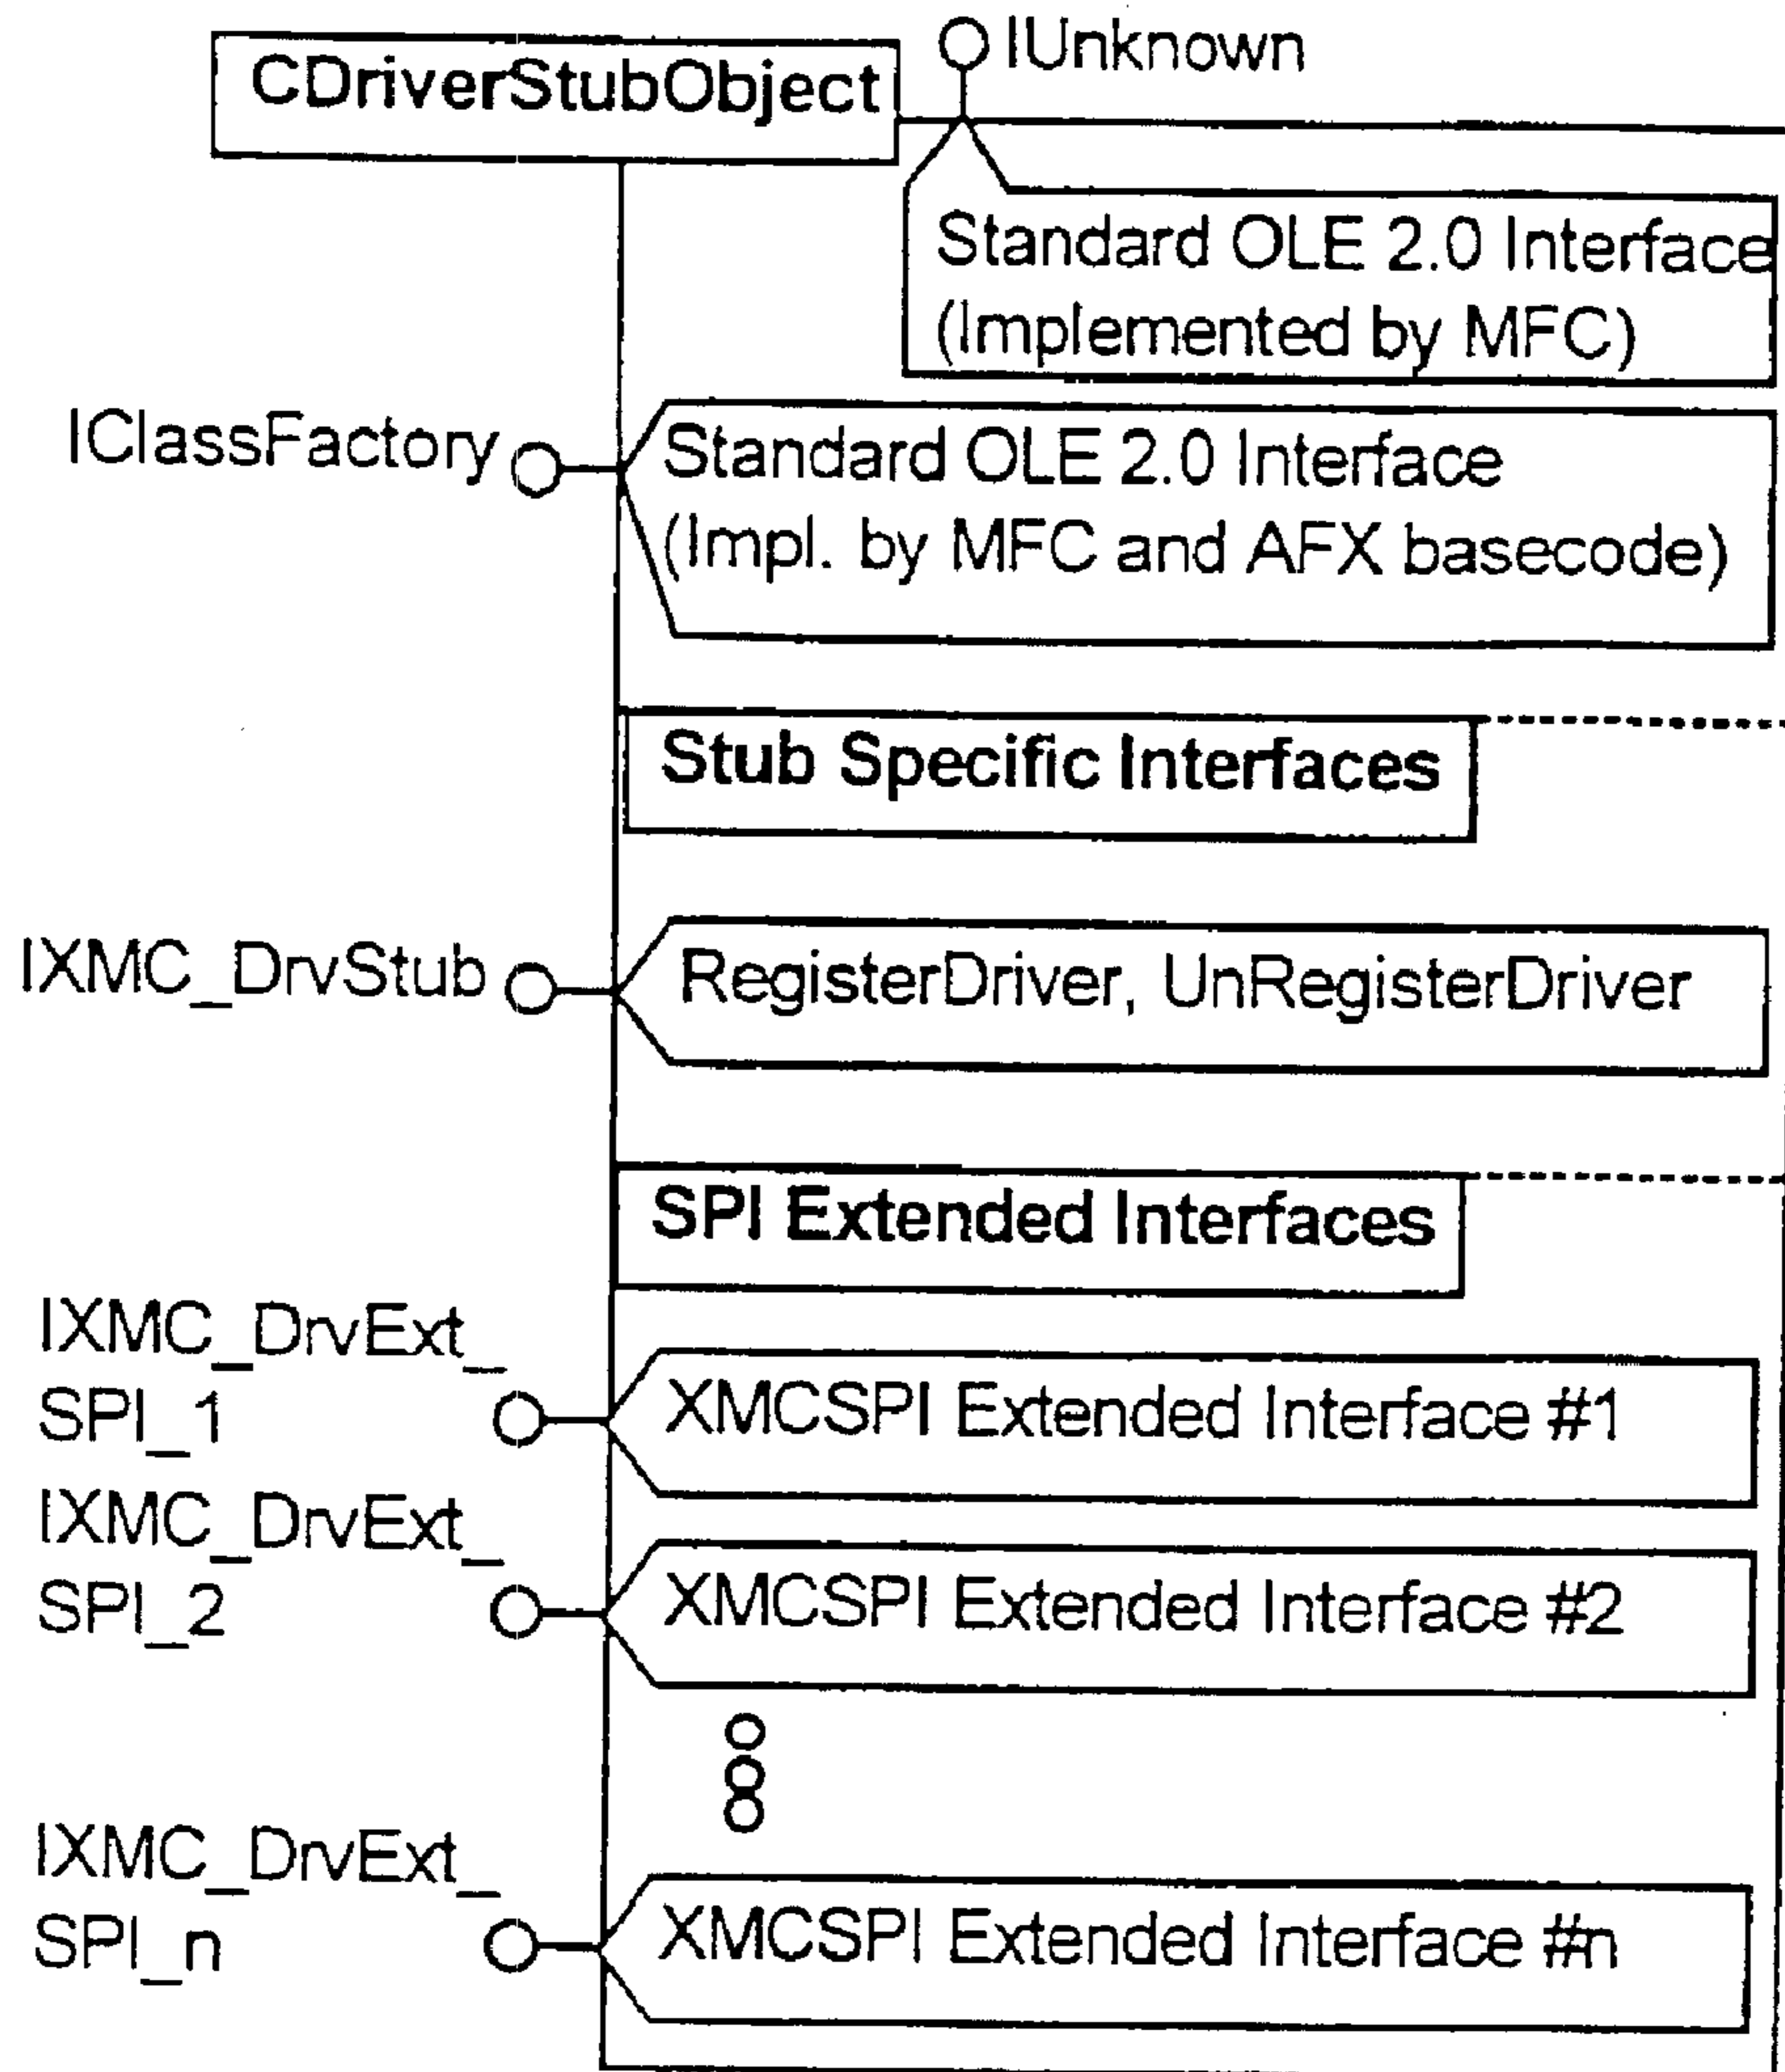 CDriverStubObject
IUnknown
Standard OLE 2.0 Interface
(Implemented by MFC)
IClassFactory
Standard OLE 2.0 Interface
(Impl. by MFC and AFX basecode)
Stub Specific Interfaces
IXMC_DrvStub
RegisterDriver, UnRegisterDriver
SPI Extended Interfaces
IXMC_DrvExt_
SPI_1
XMCSPI Extended Interface #1
IXMC_DrvExt_
SPI_2
XMCSPI Extended Interface #2
IXMC_DrvExt_
SPI_n
XMCSPI Extended Interface #n